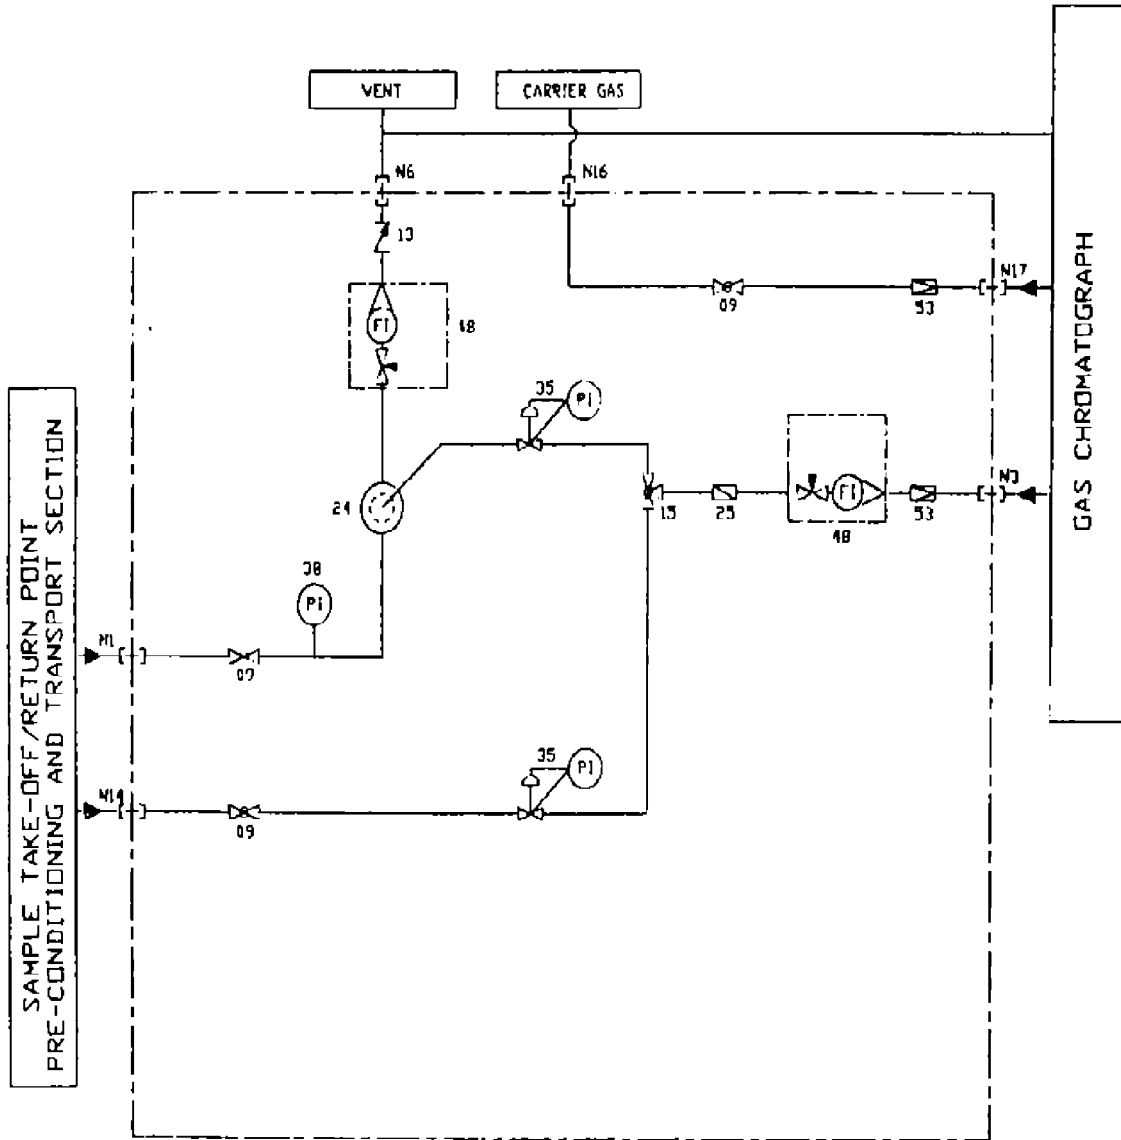 VENT
CARRIER GAS
N6
N16
13
N17
09
53
FI
48
35
Pi
GAS CHROMATOGRAPH
N3
FI
15
25
53
48
24
38
Pi
SAMPLE TAKE-OFF/RETURN POINT
PRE-CONDITIONING AND TRANSPORT SECTION
N1
07
35
Pi
N14
09